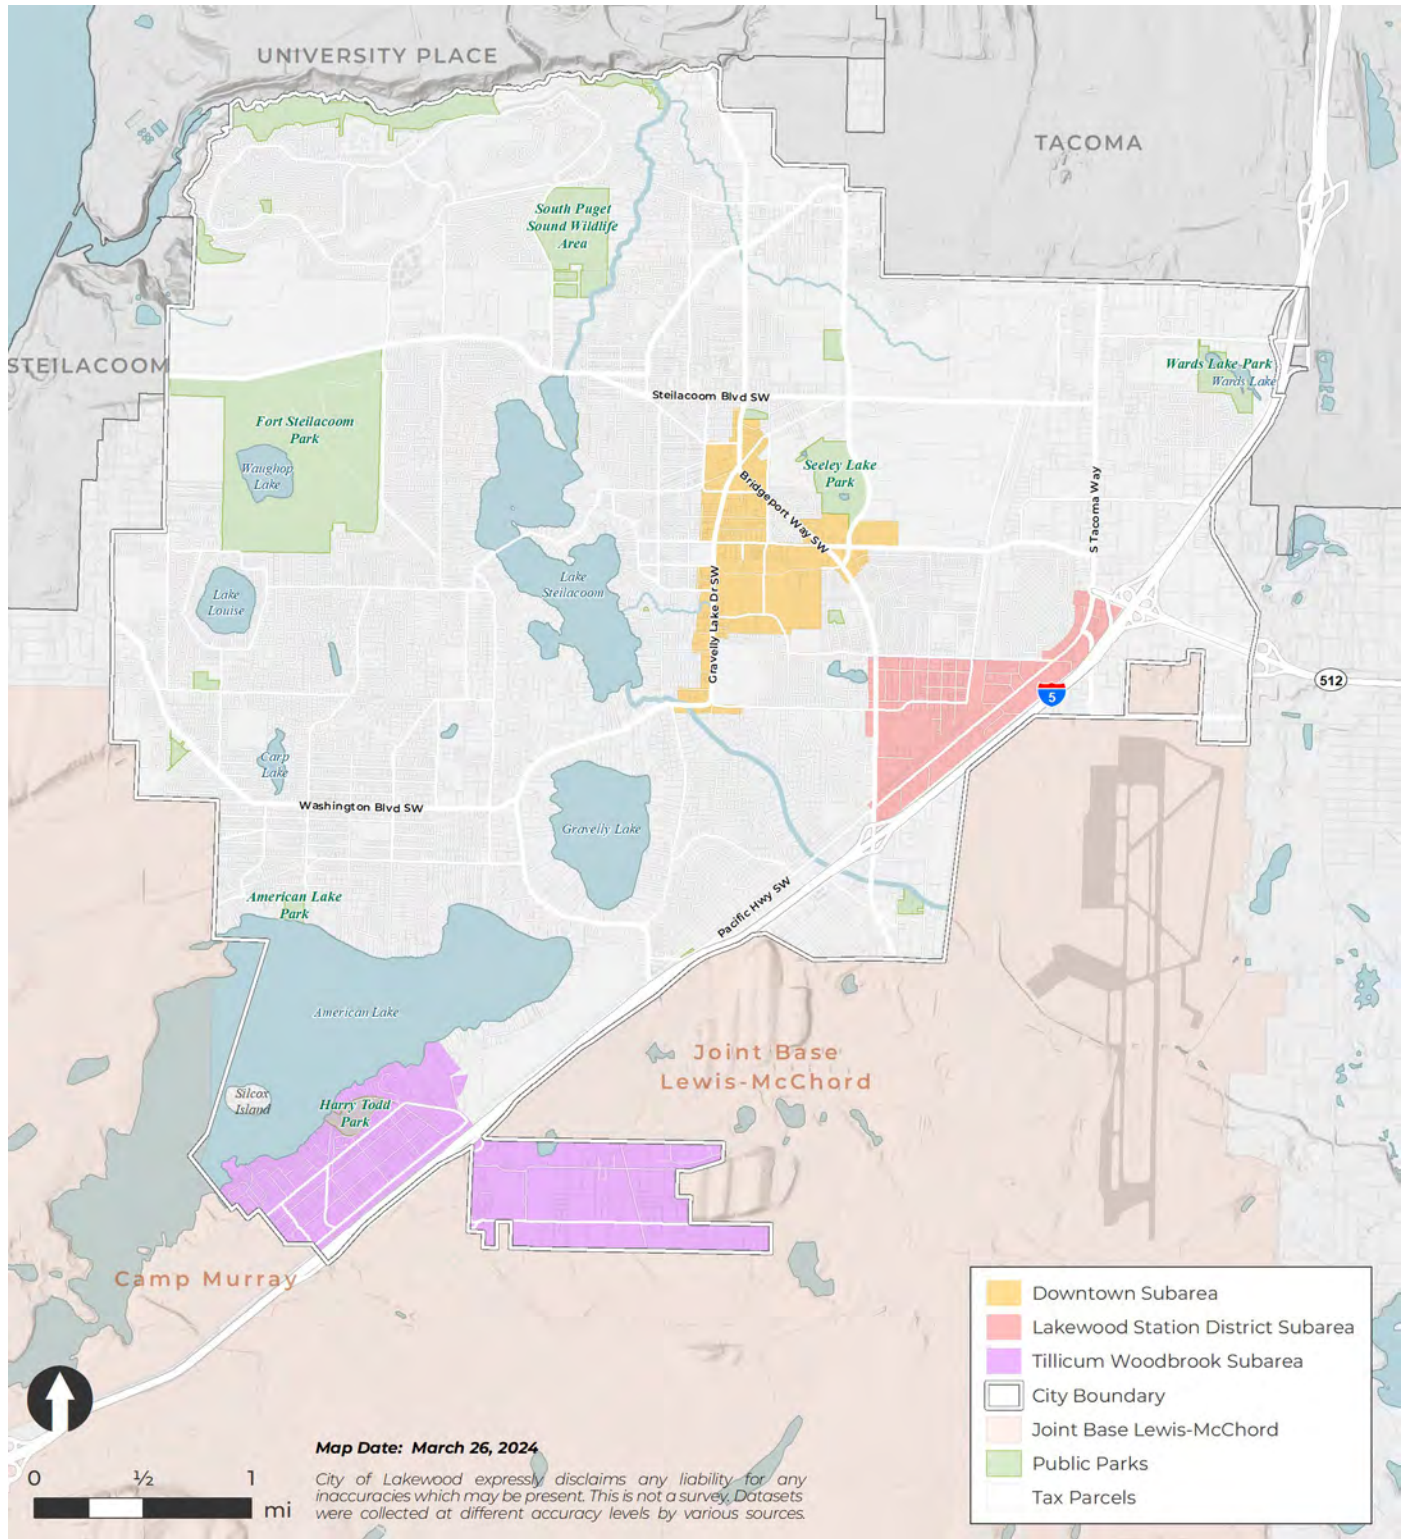 UNIVERSITY PLACE
TACOMA
South Puget
Sound Wildlife
Area
STEILACOOM
Wards Lake Park
Wards Lake
Steilacoom Blvd SW
Fort Steilacoom
Park
Waughop
Lake
Seeley Lake
Park
Bridgeport Way SW
S Tacoma Way
Lake
Steilacoom
Lake
Louise
Gravelly Lake Dr SW
512
5
Carp
Lake
Washington Blvd SW
Gravelly Lake
American Lake
Park
Pacific Hwy SW
American Lake
Joint Base
Lewis-McChord
Silcox
Island
Harry Todd
Park
Camp Murray
Downtown Subarea
Lakewood Station District Subarea
Tillicum Woodbrook Subarea
City Boundary
Joint Base Lewis-McChord
Public Parks
Tax Parcels
Map Date: March 26, 2024
0 ½ 1
mi
City of Lakewood expressly disclaims any liability for any
inaccuracies which may be present. This is not a survey. Datasets
were collected at different accuracy levels by various sources.